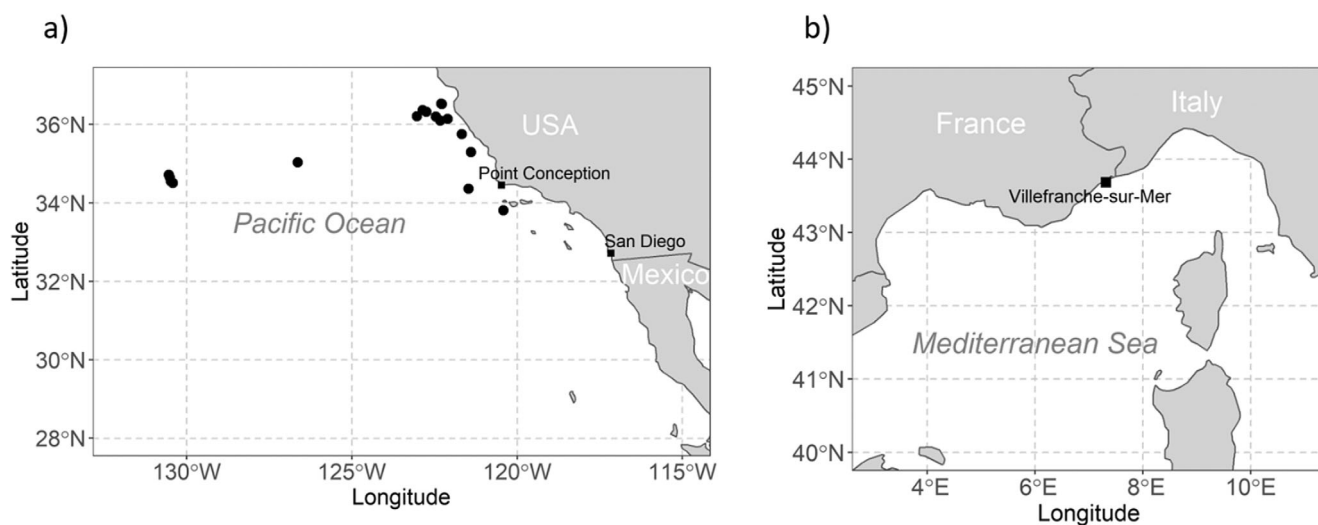 a)
36°N
34°N
32°N
30°N
28°N
Latitude
USA
Point Conception
Pacific Ocean
San Diego
Mexico
130°W
125°W
120°W
115°W
Longitude
b)
45°N
44°N
43°N
42°N
41°N
40°N
Latitude
France
Italy
Villefranche-sur-Mer
Mediterranean Sea
4°E
6°E
8°E
10°E
Longitude